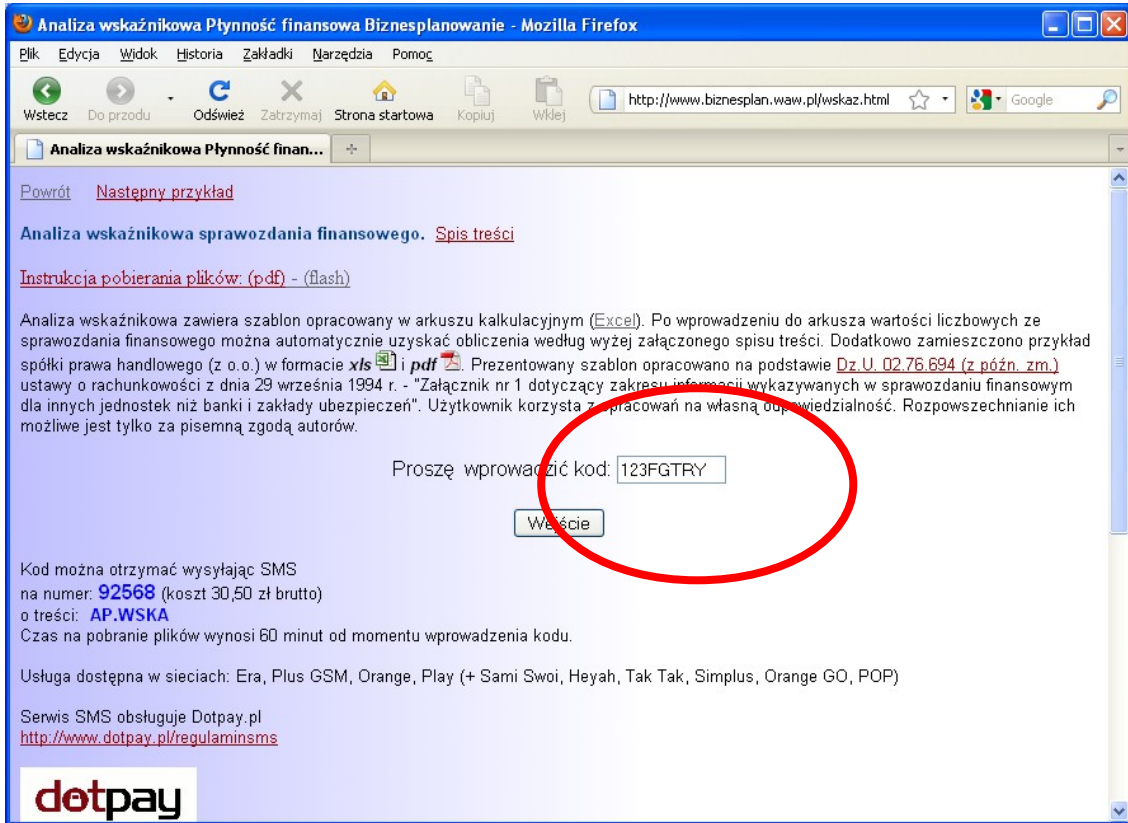 Analiza wskaźnikowa Płynność finansowa Biznesplanowanie - Mozilla Firefox
Plik Edycja Widok Historia Zakładki Narzędzia Pomoc
Wstecz Do przodu Odśwież Zatrzymaj Strona startowa Kopiuj Wklej http://www.biznesplan.waw.pl/wskaz.html Google
Analiza wskaźnikowa Płynność finan...
Powrót Następny przykład
Analiza wskaźnikowa sprawozdania finansowego. Spis treści
Instrukcja pobierania plików: (pdf) - (flash)
Analiza wskaźnikowa zawiera szablon opracowany w arkuszu kalkulacyjnym (Excel). Po wprowadzeniu do arkusza wartości liczbowych ze
sprawozdania finansowego można automatycznie uzyskać obliczenia według wyżej załączonego spisu treści. Dodatkowo zamieszczono przykład
spółki prawa handlowego (z o.o.) w formacie xls i pdf . Prezentowany szablon opracowano na podstawie Dz.U. 02.76.694 (z późn. zm.)
ustawy o rachunkowości z dnia 29 września 1994 r. - "Załącznik nr 1 dotyczący zakresu informacji wykazywanych w sprawozdaniu finansowym
dla innych jednostek niż banki i zakłady ubezpieczeń". Użytkownik korzysta z opracowań na własną odpowiedzialność. Rozpowszechnianie ich
możliwe jest tylko za pisemną zgodą autorów.
Proszę wprowadzić kod: 123FGTRY
Wejście
Kod można otrzymać wysyłając SMS
na numer: 92568 (koszt 30,50 zł brutto)
o treści: AP.WSKA
Czas na pobranie plików wynosi 60 minut od momentu wprowadzenia kodu.
Usługa dostępna w sieciach: Era, Plus GSM, Orange, Play (+ Sami Swoi, Heyah, Tak Tak, Simplus, Orange GO, POP)
Serwis SMS obsługuje Dotpay.pl
http://www.dotpay.pl/regulaminsms
dotpay